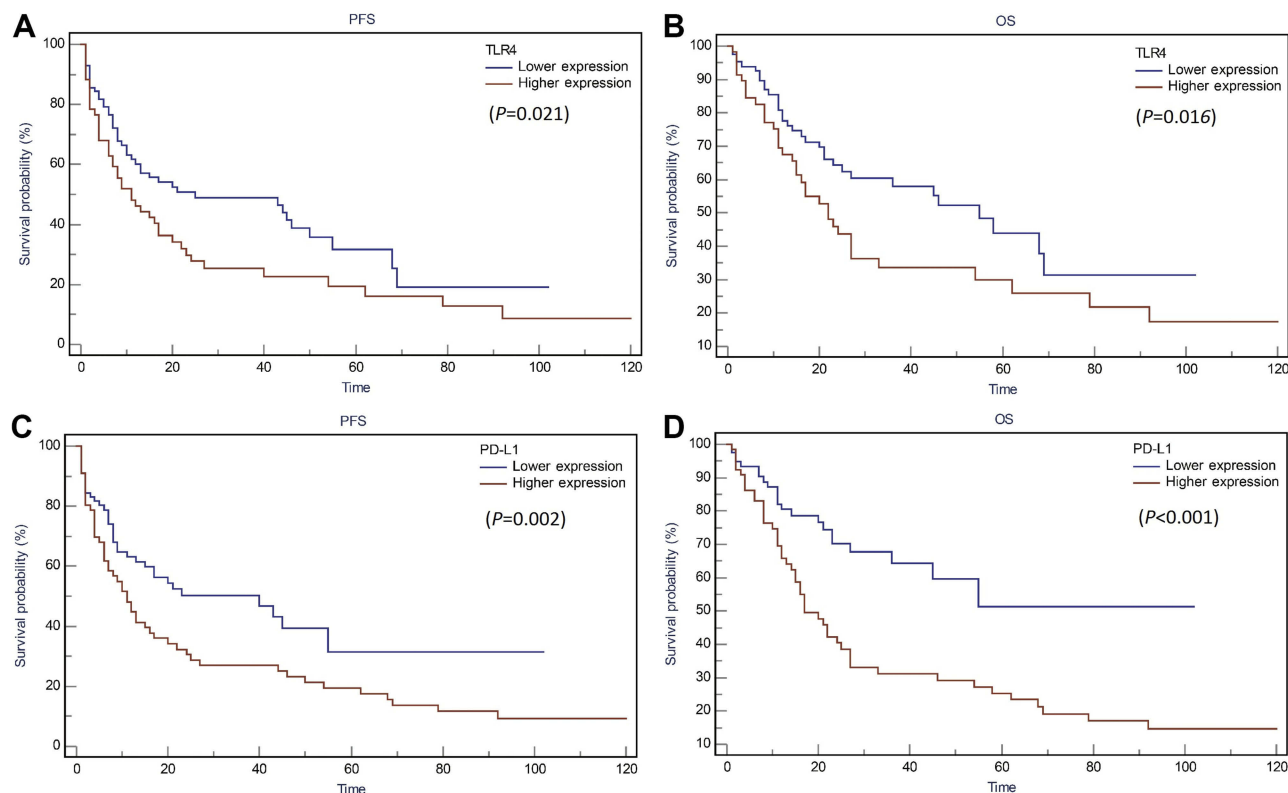 A
PFS
100
80
60
40
20
0
Survival probability (%)
TLR4
Lower expression
Higher expression
(P=0.021)
0 20 40 60 80 100 120
Time
B
OS
100
90
80
70
60
50
40
30
20
10
Survival probability (%)
TLR4
Lower expression
Higher expression
(P=0.016)
0 20 40 60 80 100 120
Time
C
PFS
100
80
60
40
20
0
Survival probability (%)
PD-L1
Lower expression
Higher expression
(P=0.002)
0 20 40 60 80 100 120
Time
D
OS
100
90
80
70
60
50
40
30
20
10
Survival probability (%)
PD-L1
Lower expression
Higher expression
(P<0.001)
0 20 40 60 80 100 120
Time